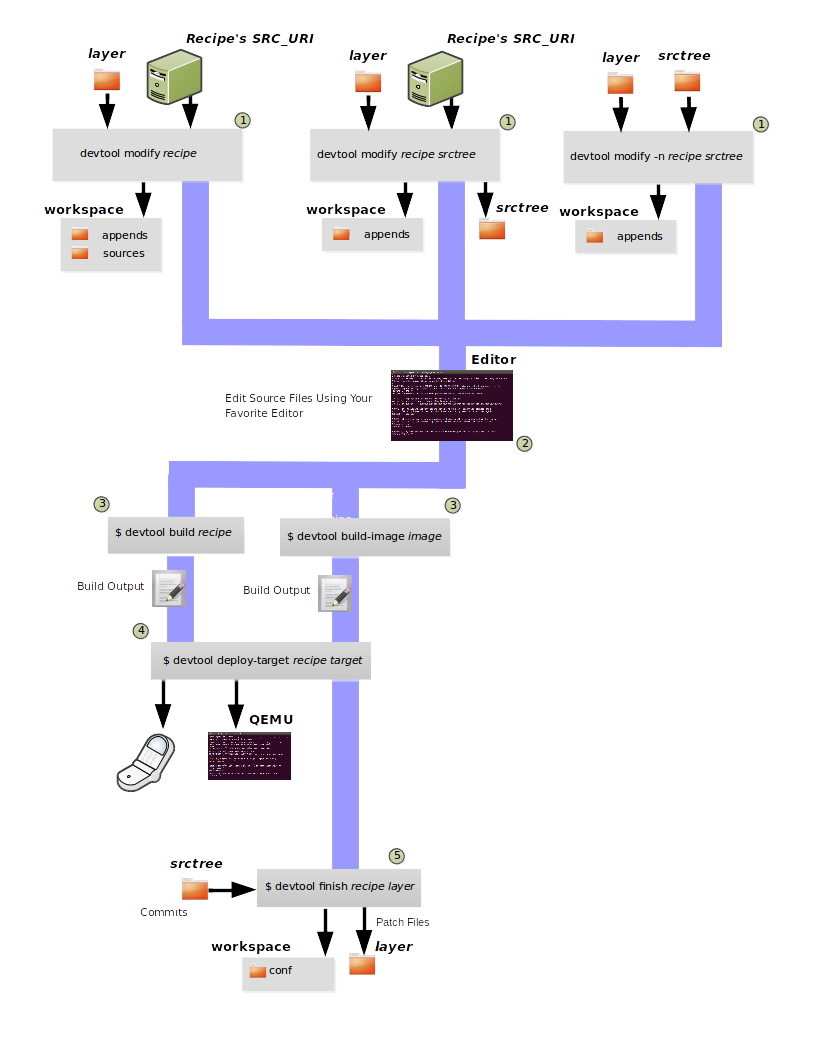 Recipe's SRC_URI
layer
Recipe's SRC_URI
layer
layer
srctree
1
devtool modify recipe
1
devtool modify recipe srctree
1
devtool modify -n recipe srctree
workspace
appends
sources
workspace
appends
srctree
workspace
appends
Editor
Edit Source Files Using Your
Favorite Editor
2
3
$ devtool build recipe
3
$ devtool build-image image
Build Output
Build Output
4
$ devtool deploy-target recipe target
QEMU
5
srctree
$ devtool finish recipe layer
Commits
Patch Files
workspace
layer
conf